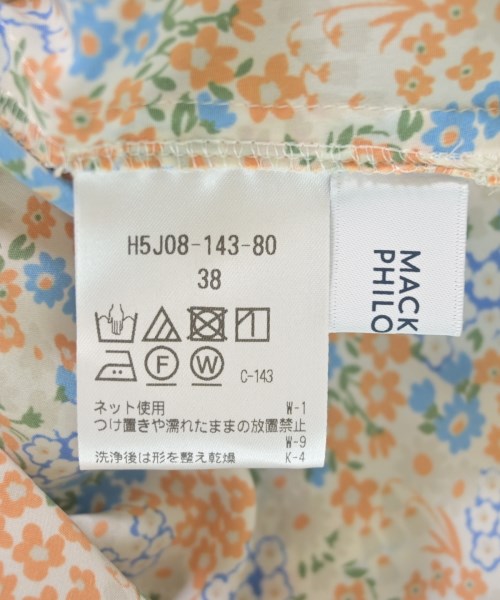 H5J08-143-80
38
F
W
C-143
ネット使用 W-1
つけ置きや濡れたままの放置禁止
W-9
洗浄後は形を整え乾燥 K-4
MACK
PHILO